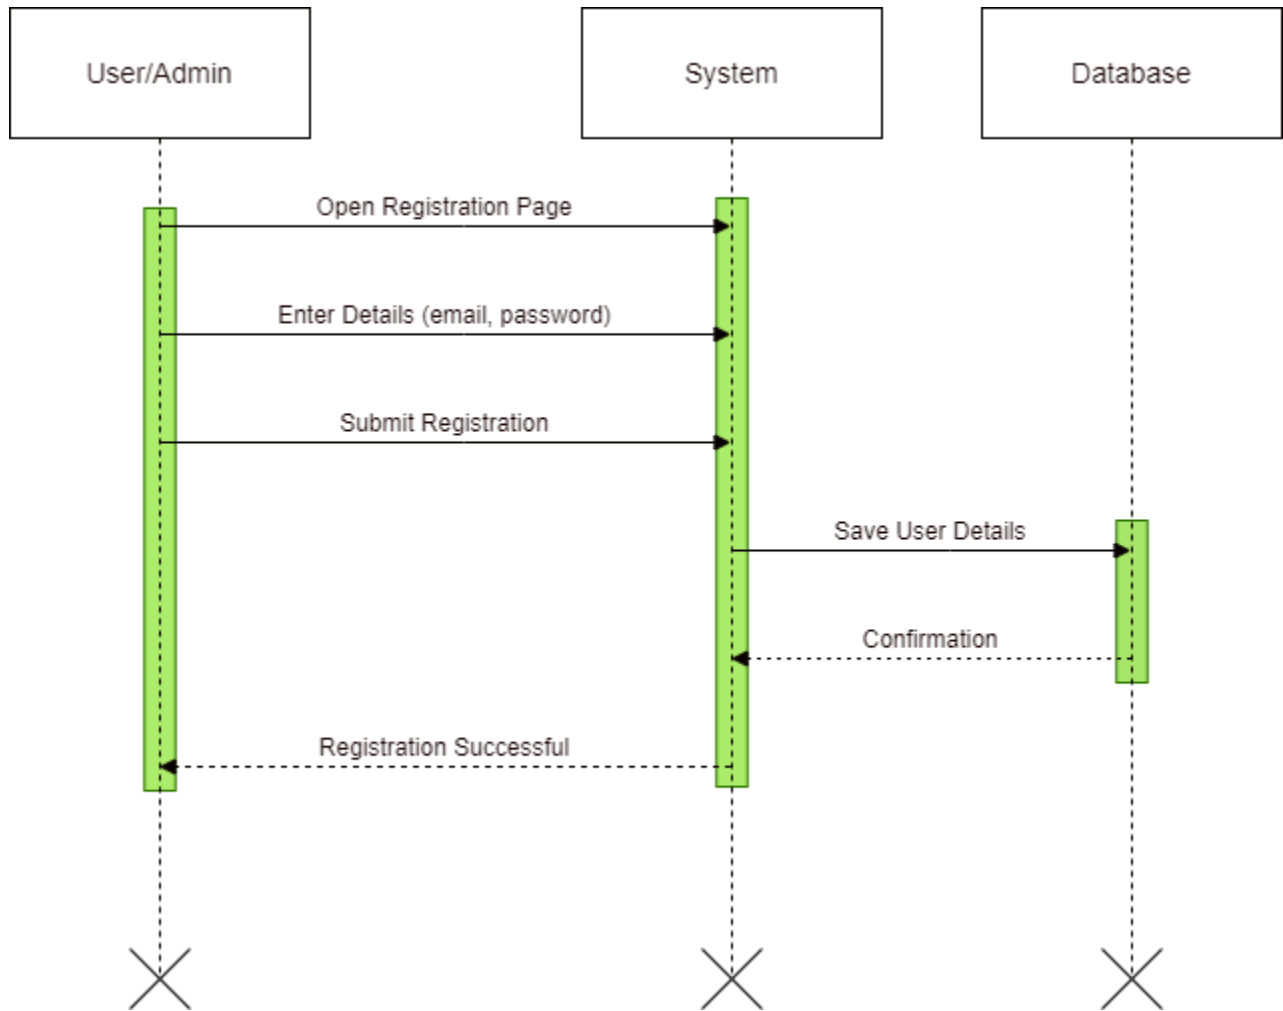 User/Admin
System
Database
Open Registration Page
Enter Details (email, password)
Submit Registration
Save User Details
Confirmation
Registration Successful